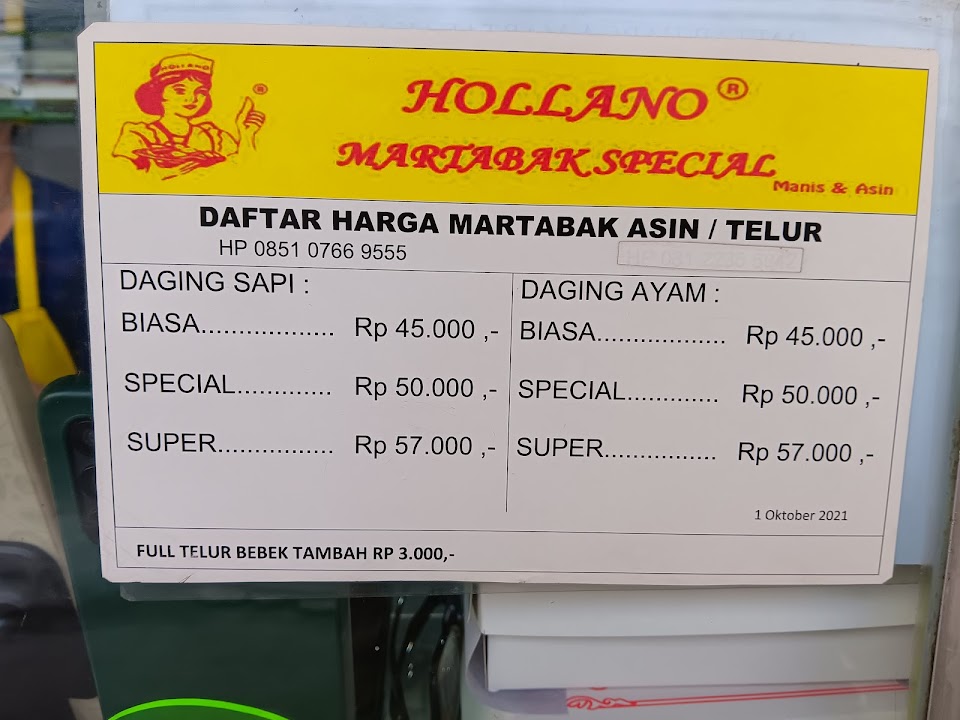 HOLLANO
®
HOLLANO ®
MARTABAK SPECIAL
Manis & Asin
DAFTAR HARGA MARTABAK ASIN / TELUR
HP 0851 0766 9555
DAGING SAPI :
BIASA.................. Rp 45.000 ,-
SPECIAL............. Rp 50.000 ,-
SUPER................ Rp 57.000 ,-
DAGING AYAM :
BIASA.................. Rp 45.000 ,-
SPECIAL............. Rp 50.000 ,-
SUPER................ Rp 57.000 ,-
1 Oktober 2021
FULL TELUR BEBEK TAMBAH RP 3.000,-